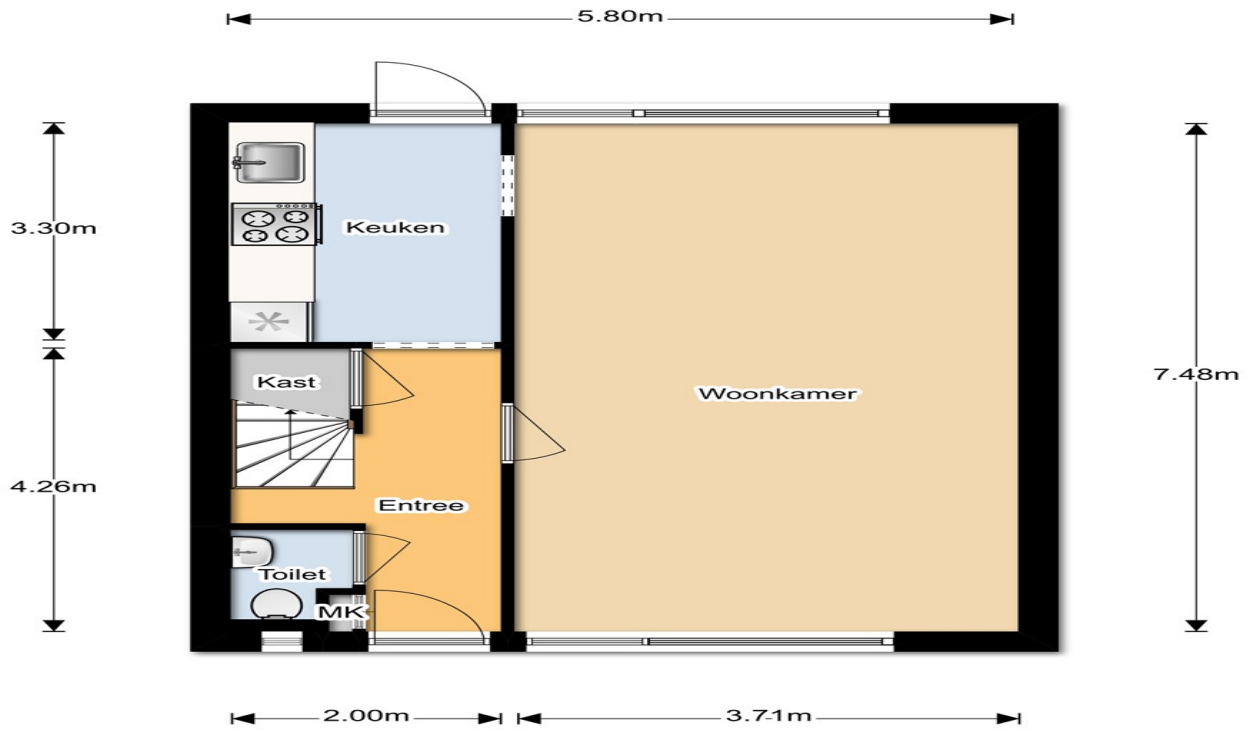 5.80m
3.30m
Keuken
7.48m
Kast
Woonkamer
4.26m
Entree
Toilet
MK
2.00m
3.71m